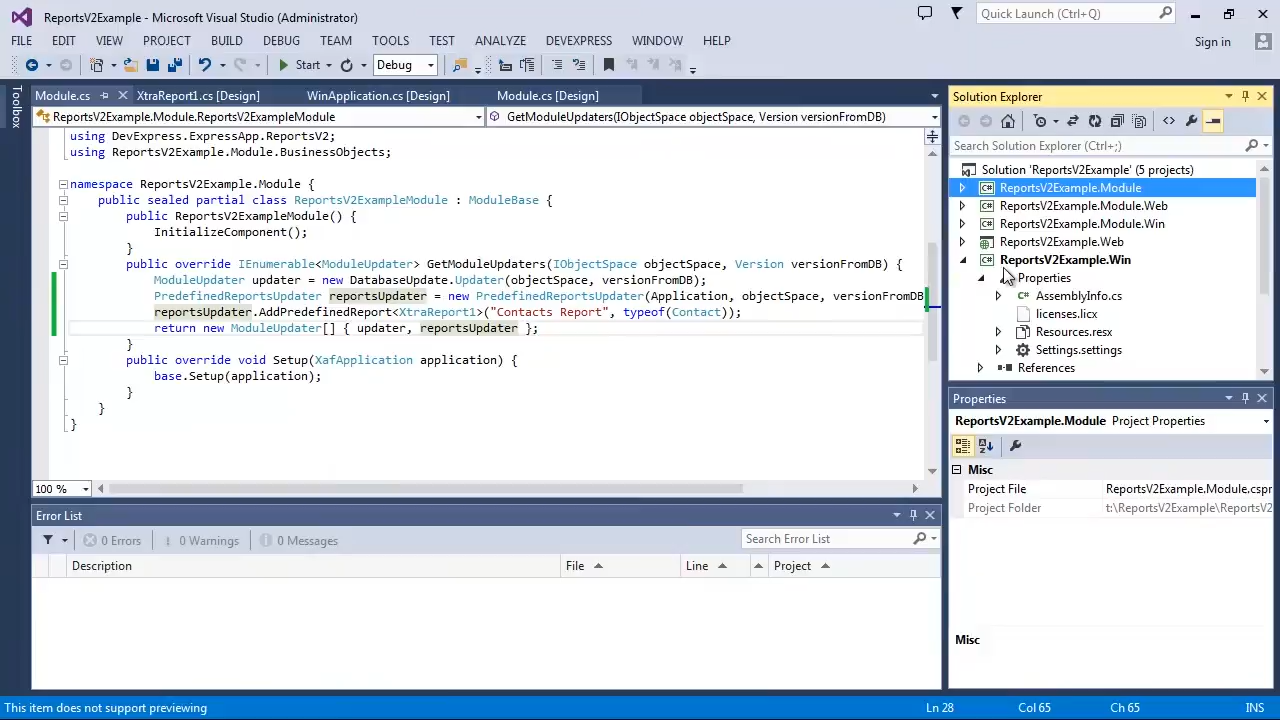 ReportsV2Example - Microsoft Visual Studio (Administrator)
Quick Launch (Ctrl+Q)
FILE EDIT VIEW PROJECT BUILD DEBUG TEAM TOOLS TEST ANALYZE DEVEXPRESS WINDOW HELP
Sign in
Start Debug
Toolbox
Module.cs XtraReport1.cs [Design] WinApplication.cs [Design] Module.cs [Design]
ReportsV2Example.Module.ReportsV2ExampleModule GetModuleUpdaters(IObjectSpace objectSpace, Version versionFromDB)
using DevExpress.ExpressApp.ReportsV2;
using ReportsV2Example.Module.BusinessObjects;
namespace ReportsV2Example.Module {
public sealed partial class ReportsV2ExampleModule : ModuleBase {
public ReportsV2ExampleModule() {
InitializeComponent();
}
public override IEnumerable<ModuleUpdater> GetModuleUpdaters(IObjectSpace objectSpace, Version versionFromDB) {
ModuleUpdater updater = new DatabaseUpdate.Updater(objectSpace, versionFromDB);
PredefinedReportsUpdater reportsUpdater = new PredefinedReportsUpdater(Application, objectSpace, versionFromDB
reportsUpdater.AddPredefinedReport<XtraReport1>("Contacts Report", typeof(Contact));
return new ModuleUpdater[] { updater, reportsUpdater };
}
public override void Setup(XafApplication application) {
base.Setup(application);
}
}
}
100 %
Error List
0 Errors 0 Warnings 0 Messages
Search Error List
Description File Line Project
Solution Explorer
Search Solution Explorer (Ctrl+;)
Solution 'ReportsV2Example' (5 projects)
C# ReportsV2Example.Module
C# ReportsV2Example.Module.Web
C# ReportsV2Example.Module.Win
ReportsV2Example.Web
C# ReportsV2Example.Win
Properties
C# AssemblyInfo.cs
licenses.licx
Resources.resx
Settings.settings
References
Properties
ReportsV2Example.Module Project Properties
Misc
Project File ReportsV2Example.Module.cspr
Project Folder t:\ReportsV2Example\ReportsV2
Misc
This item does not support previewing
Ln 28 Col 65 Ch 65 INS